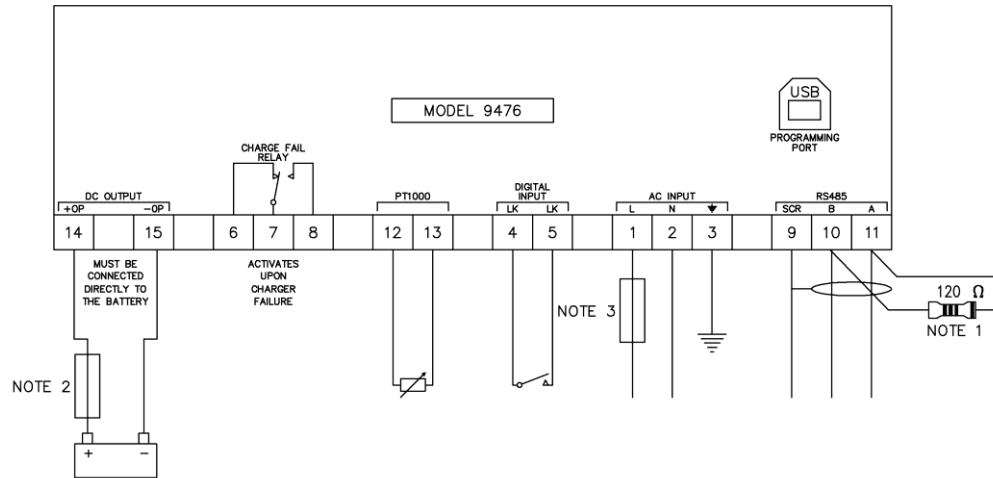 MODEL 9476
USB
PROGRAMMING
PORT
CHARGE FAIL
RELAY
DC OUTPUT
+OP
-OP
PT1000
DIGITAL
INPUT
LK
LK
AC INPUT
L
N
RS485
SCR
B
A
14
15
6
7
8
12
13
4
5
1
2
3
9
10
11
MUST BE
CONNECTED
DIRECTLY TO
THE BATTERY
ACTIVATES
UPON
CHARGER
FAILURE
NOTE 3
120 Ω
NOTE 1
NOTE 2
+
-